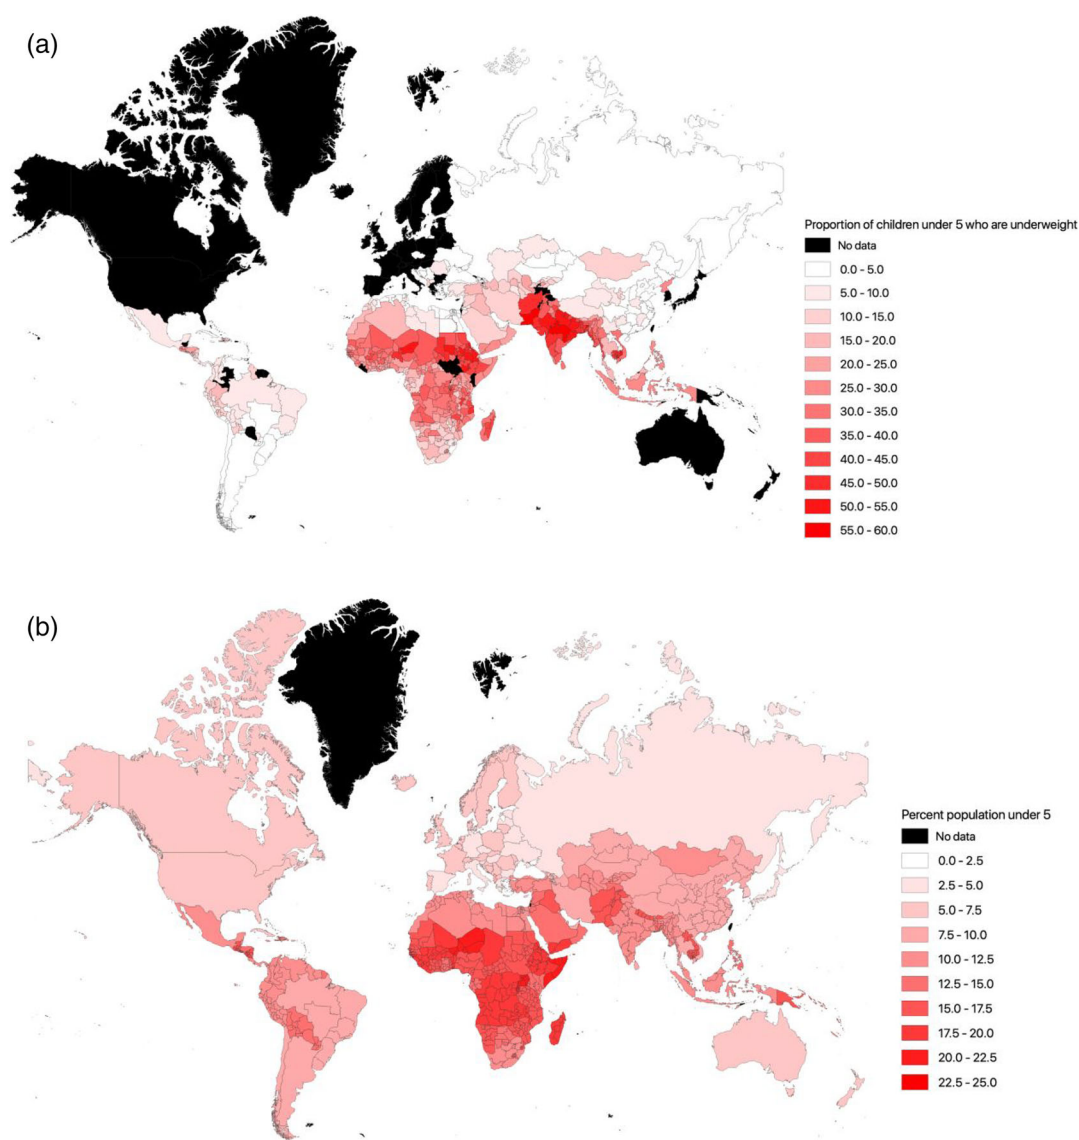 (a)
Proportion of children under 5 who are underweight
No data
0.0 - 5.0
5.0 - 10.0
10.0 - 15.0
15.0 - 20.0
20.0 - 25.0
25.0 - 30.0
30.0 - 35.0
35.0 - 40.0
40.0 - 45.0
45.0 - 50.0
50.0 - 55.0
55.0 - 60.0
(b)
Percent population under 5
No data
0.0 - 2.5
2.5 - 5.0
5.0 - 7.5
7.5 - 10.0
10.0 - 12.5
12.5 - 15.0
15.0 - 17.5
17.5 - 20.0
20.0 - 22.5
22.5 - 25.0